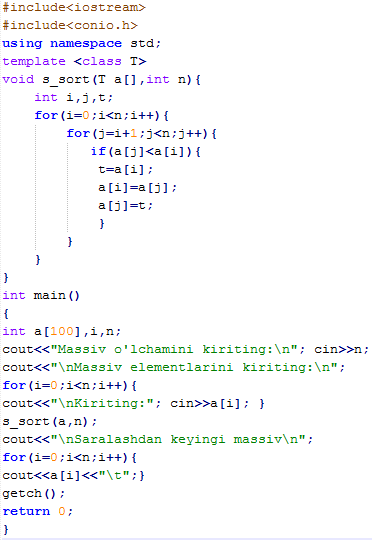 #include<iostream>
#include<conio.h>
using namespace std;
template <class T>
void s_sort(T a[],int n){
    int i,j,t;
    for(i=0;i<n;i++){
        for(j=i+1;j<n;j++){
           if(a[j]<a[i]){
            t=a[i];
            a[i]=a[j];
            a[j]=t;
            }
        }
    }
}
int main()
{
int a[100],i,n;
cout<<"Massiv o'lchamini kiriting:\n"; cin>>n;
cout<<"\nMassiv elementlarini kiriting:\n";
for(i=0;i<n;i++){
cout<<"\nKiriting:"; cin>>a[i]; }
s_sort(a,n);
cout<<"\nSaralashdan keyingi massiv\n";
for(i=0;i<n;i++){
cout<<a[i]<<"\t";}
getch();
return 0;
}